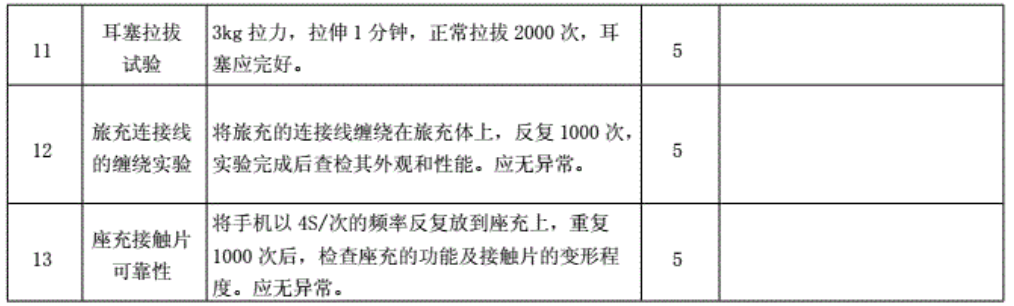 11
耳塞拉拔
试验
3kg 拉力，拉伸 1 分钟，正常拉拔 2000 次，耳
塞应完好。
5
12
旅充连接线
的缠绕实验
将旅充的连接线缠绕在旅充体上，反复 1000 次，
实验完成后查检其外观和性能。应无异常。
5
13
座充接触片
可靠性
将手机以 4S/次的频率反复放到座充上，重复
1000 次后，检查座充的功能及接触片的变形程
度。应无异常。
5